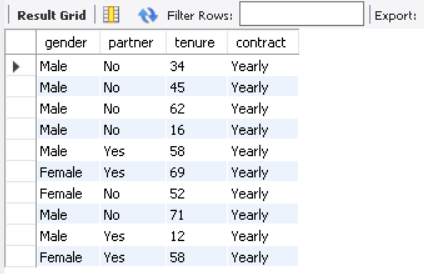 Result Grid Filter Rows: Export:
gender partner tenure contract
Male No 34 Yearly
Male No 45 Yearly
Male No 62 Yearly
Male No 16 Yearly
Male Yes 58 Yearly
Female Yes 69 Yearly
Female No 52 Yearly
Male No 71 Yearly
Male Yes 12 Yearly
Female Yes 58 Yearly